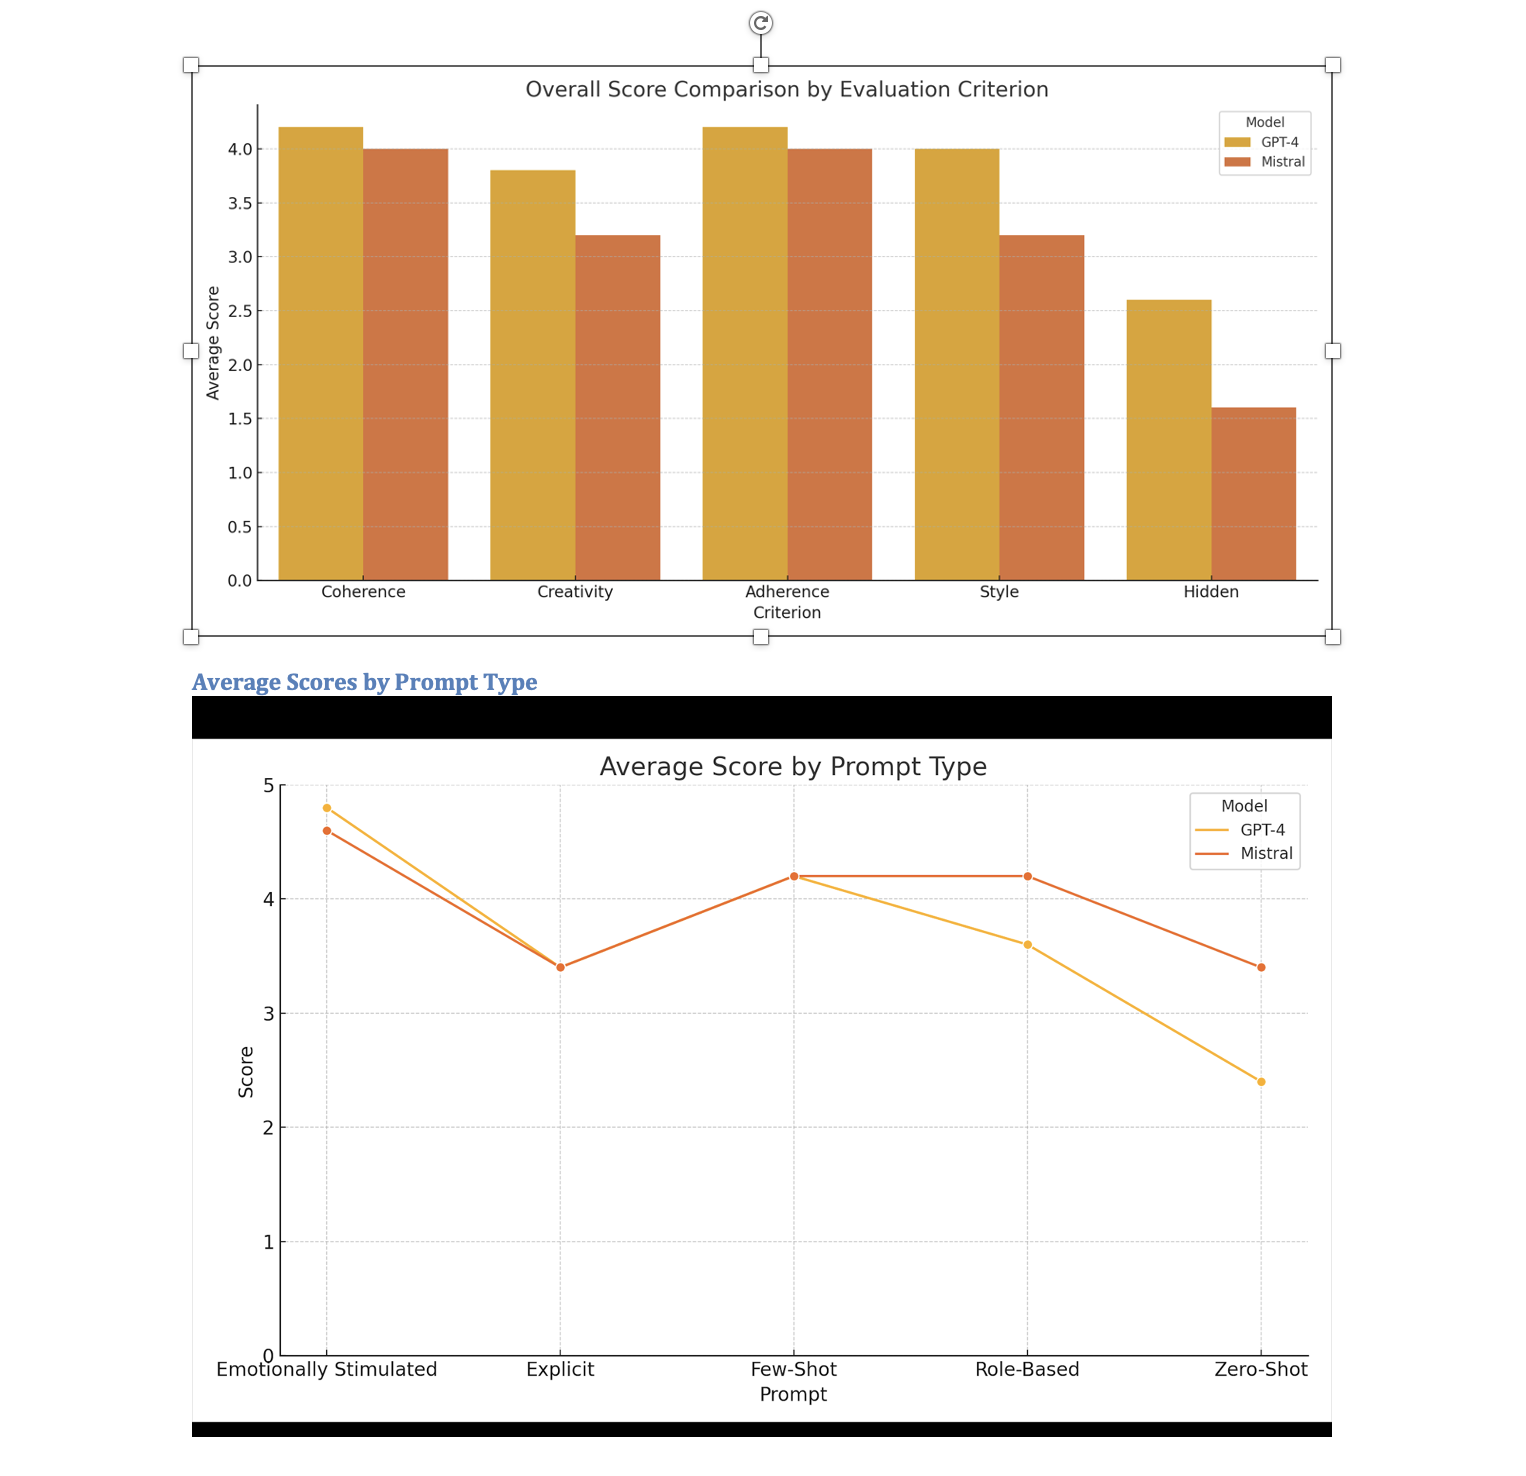 Overall Score Comparison by Evaluation Criterion
Model
GPT-4
Mistral
4.0
3.5
3.0
2.5
2.0
1.5
1.0
0.5
0.0
Average Score
Coherence Creativity Adherence Style Hidden
Criterion
Average Scores by Prompt Type
Average Score by Prompt Type
Model
GPT-4
Mistral
5
4
3
2
1
0
Score
Emotionally Stimulated Explicit Few-Shot Role-Based Zero-Shot
Prompt